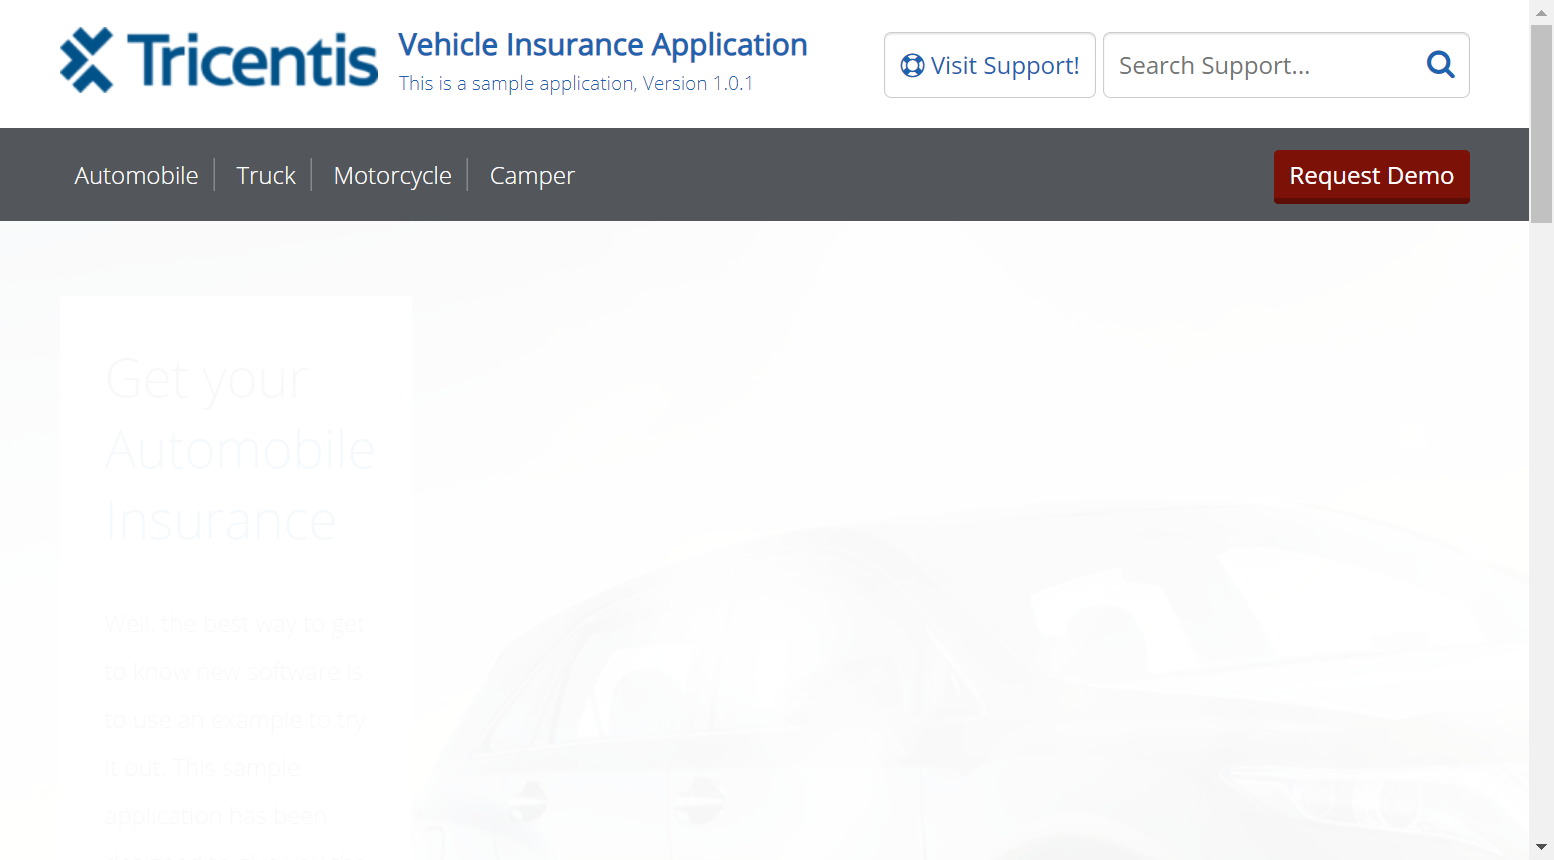 Tricentis
Vehicle Insurance Application
This is a sample application, Version 1.0.1
Visit Support!
Search Support...
Automobile
Truck
Motorcycle
Camper
Request Demo
Get your
Automobile
Insurance
Well, the best way to get
to know new software is
to use an example to try
it out. This sample
application has been